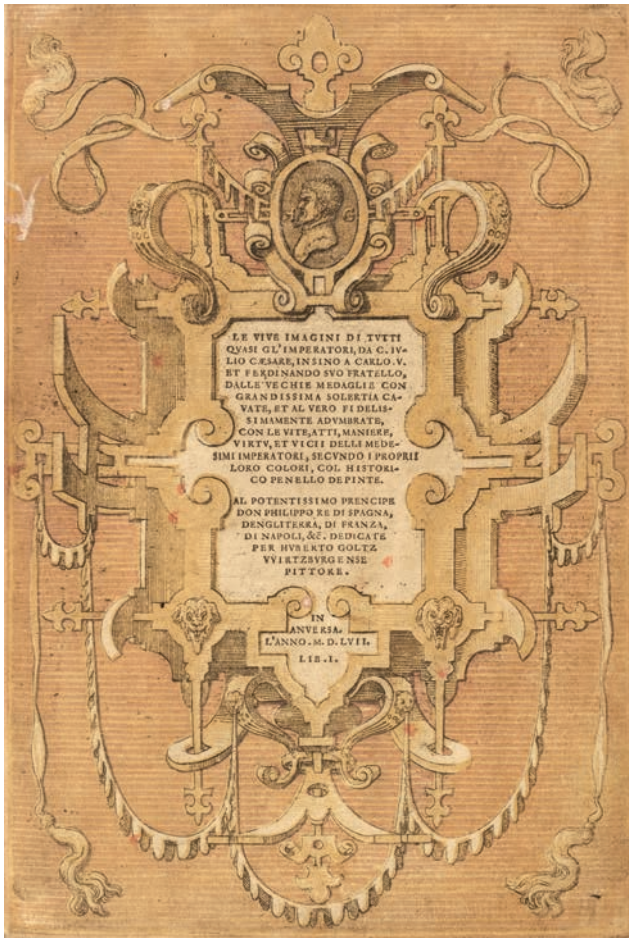 H G
LE VIVE IMAGINI DI TVTTI
QVASI GL'IMPERATORI, DA C. IV-
LIO CÆSARE, INSINO A CARLO. V.
ET FERDINANDO SVO FRATELLO,
DALLE VECHIE MEDAGLIE CON
GRANDISSIMA SOLERTIA CA-
VATE, ET AL VERO FIDELIS-
SIMAMENTE ADVMBRATE,
CON LE VITE, ATTI, MANIERE,
VIRTV, ET VICII DELLI MEDE-
SIMI IMPERATORI, SECVNDO I PROPRII
LORO COLORI, COL HISTORI-
CO PENELLO DEPINTE.
AL POTENTISSIMO PRENCIPE
DON PHILIPPO RE DI SPAGNA,
DENGLITERRA, DI FRANZA,
DI NAPOLI, &c̃. DEDICATE
PER HVBERTO GOLTZ
VVIRTZBVRGENSE
PITTORE.
IN
ANVERSA.
L'ANNO. M. D. LVII.
LIB. I.